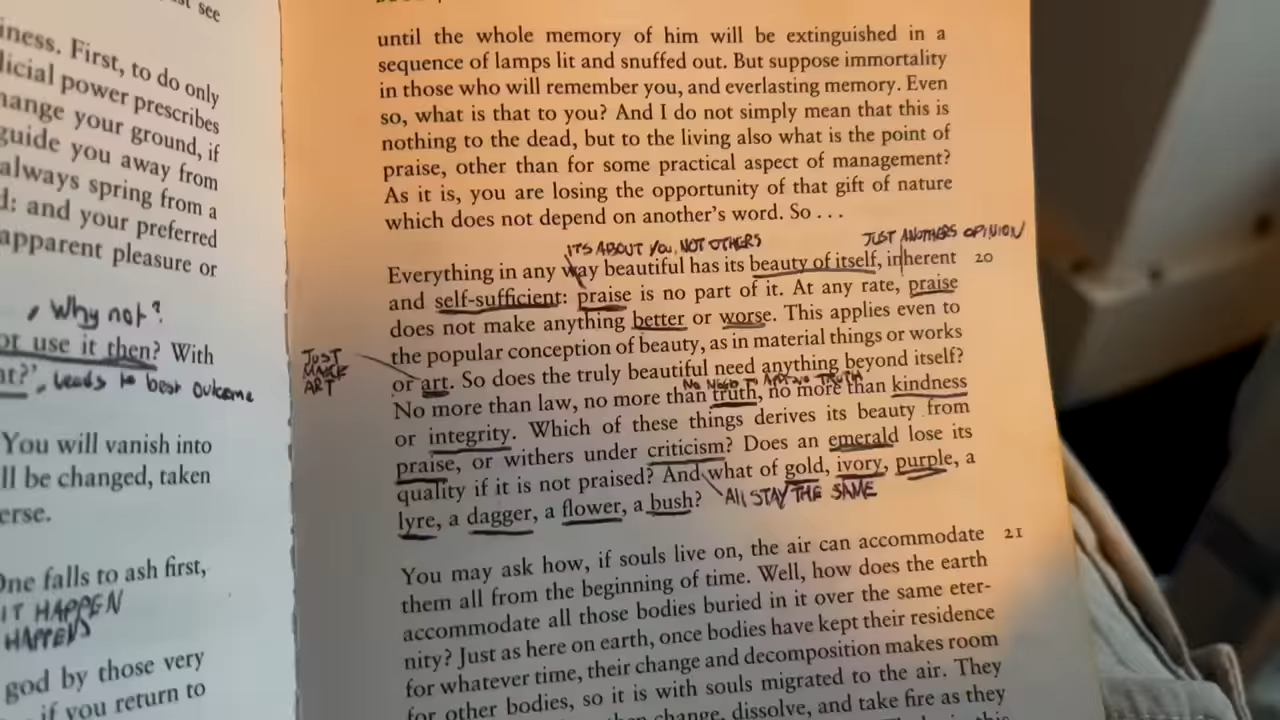 see
iness. First, to do only
licial power prescribes
hange your ground, if
guide you away from
always spring from a
d: and your preferred
apparent pleasure or
, Why not?
or use it then? With
at?', Leads to best outcome
You will vanish into
ll be changed, taken
erse.
One falls to ash first,
IT HAPPEN
HAPPENS
god by those very
if you return to
until the whole memory of him will be extinguished in a
sequence of lamps lit and snuffed out. But suppose immortality
in those who will remember you, and everlasting memory. Even
so, what is that to you? And I do not simply mean that this is
nothing to the dead, but to the living also what is the point of
praise, other than for some practical aspect of management?
As it is, you are losing the opportunity of that gift of nature
which does not depend on another's word. So . . .
ITS ABOUT YOU, NOT OTHERS
JUST ANOTHERS OPINION
Everything in any way beautiful has its beauty of itself, inherent 20
and self-sufficient: praise is no part of it. At any rate, praise
does not make anything better or worse. This applies even to
the popular conception of beauty, as in material things or works
JUST
MAKE
ART
or art. So does the truly beautiful need anything beyond itself?
NO NEED TO TRUTH
No more than law, no more than truth, no more than kindness
or integrity. Which of these things derives its beauty from
praise, or withers under criticism? Does an emerald lose its
quality if it is not praised? And what of gold, ivory, purple, a
All STAY THE SAME
lyre, a dagger, a flower, a bush?
You may ask how, if souls live on, the air can accommodate 21
them all from the beginning of time. Well, how does the earth
accommodate all those bodies buried in it over the same eter-
nity? Just as here on earth, once bodies have kept their residence
for whatever time, their change and decomposition makes room
for other bodies, so it is with souls migrated to the air. They
change, dissolve, and take fire as they